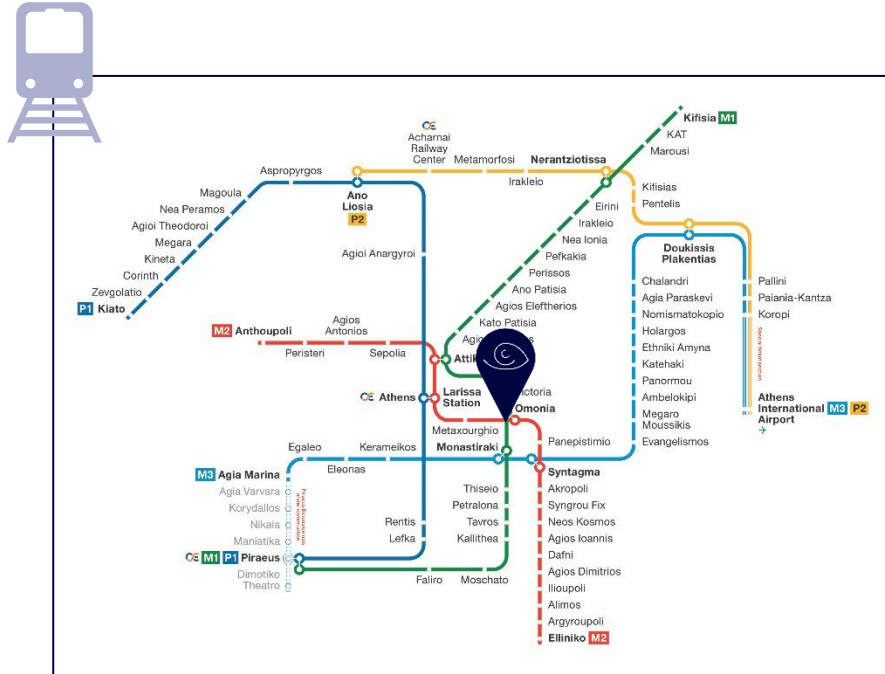 Kifisia M1
KAT
Marousi
Acharnai
Railway
Center
Metamorfosi
Nerantziotissa
Irakleio
Aspropyrgos
Ano
Liosia
P2
Magoula
Nea Peramos
Agioi Theodoroi
Megara
Kineta
Corinth
Zevgolatio
P1 Kiato
Kifisias
Pentelis
Eirini
Irakleio
Nea Ionia
Pefkakia
Perissos
Ano Patisia
Agios Eleftherios
Kato Patisia
Agioi Anargyroi
Doukissis
Plakentias
Chalandri
Agia Paraskevi
Nomismatokopio
Holargos
Ethniki Amyna
Katehaki
Panormou
Ambelokipi
Megaro
Moussikis
Evangelismos
Pallini
Paiania-Kantza
Koropi
Athens
International M3 P2
Airport
M2 Anthoupoli
Agios
Antonios
Peristeri
Sepolia
Athens
Larissa
Station
Omonia
Metaxourghio
Panepistimio
Monastiraki
Egaleo
Kerameikos
Eleonas
M3 Agia Marina
Agia Varvara
Korydallos
Nikaia
Maniatika
M1 P1 Piraeus
Dimotiko
Theatro
Rentis
Lefka
Thiseio
Petralona
Tavros
Kallithea
Faliro
Moschato
Syntagma
Akropoli
Syngrou Fix
Neos Kosmos
Agios Ioannis
Dafni
Agios Dimitrios
Ilioupoli
Alimos
Argyroupoli
Elliniko M2